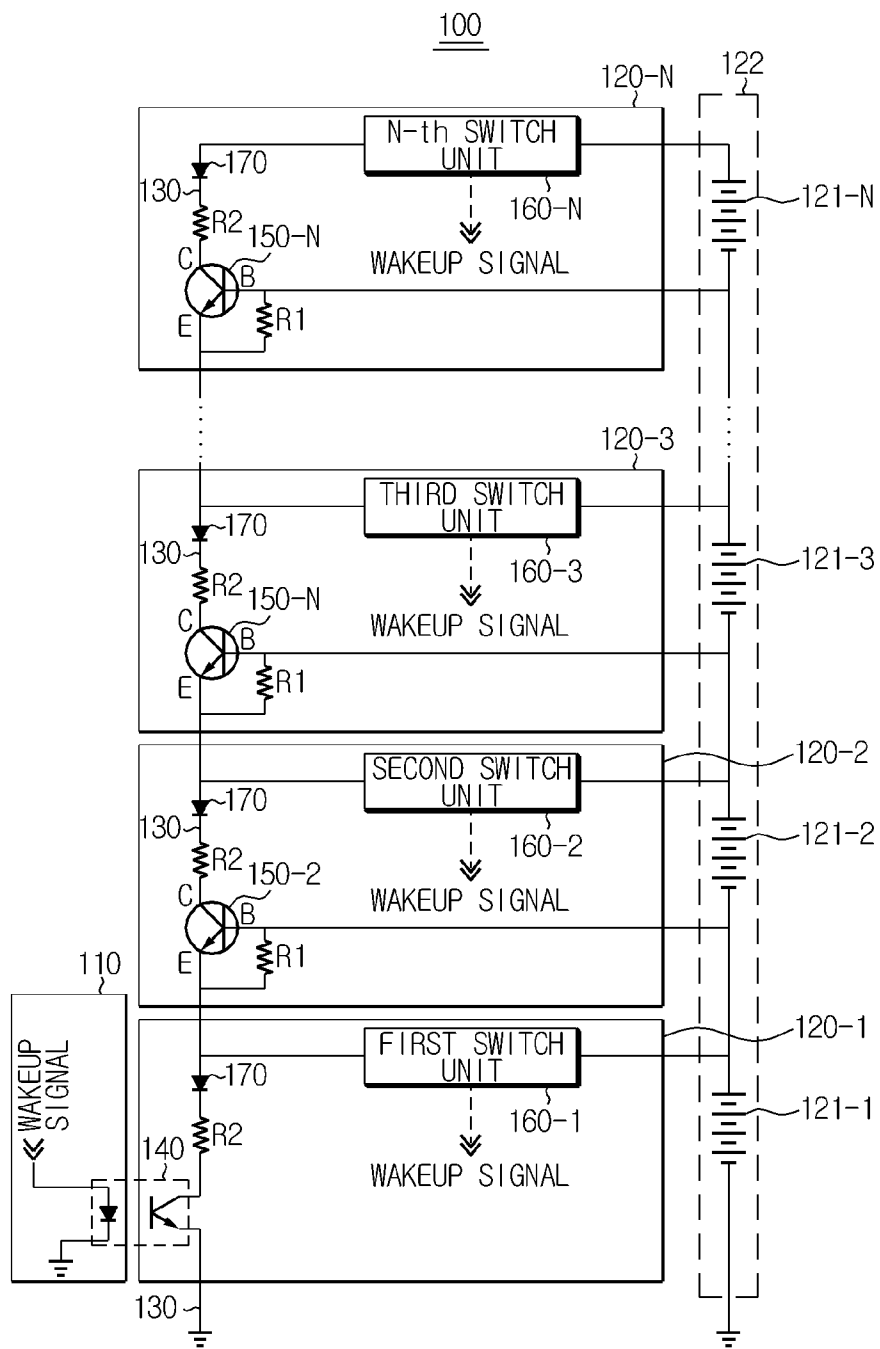 100
120-N
122
N-th SWITCH
UNIT
170
130
160-N
121-N
R2
150-N
C
B
WAKEUP SIGNAL
E
R1
120-3
THIRD SWITCH
UNIT
170
130
160-3
121-3
R2
150-N
C
B
WAKEUP SIGNAL
E
R1
120-2
SECOND SWITCH
UNIT
170
130
160-2
121-2
R2
150-2
C
B
WAKEUP SIGNAL
E
R1
110
120-1
FIRST SWITCH
UNIT
WAKEUP
SIGNAL
170
160-1
121-1
R2
140
WAKEUP SIGNAL
130